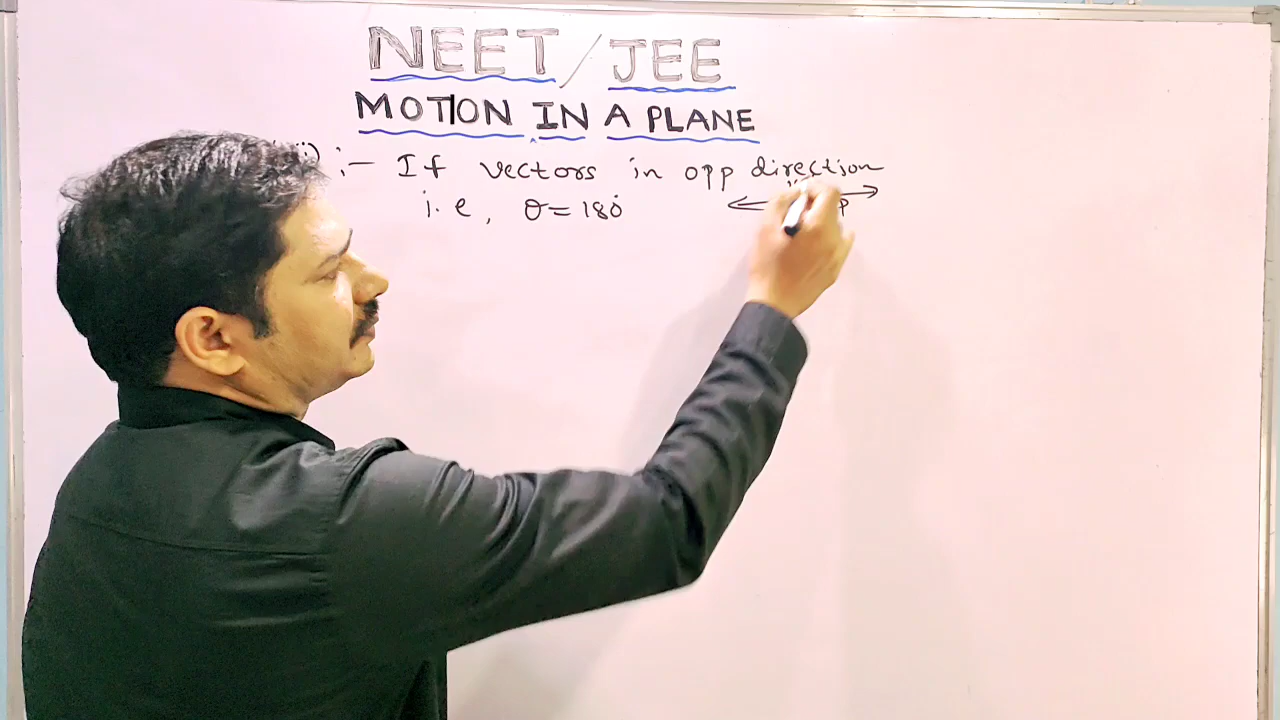 NEET/JEE
MOTION IN A PLANE
:- If vectors in opp direction
i.e, θ=180°
P